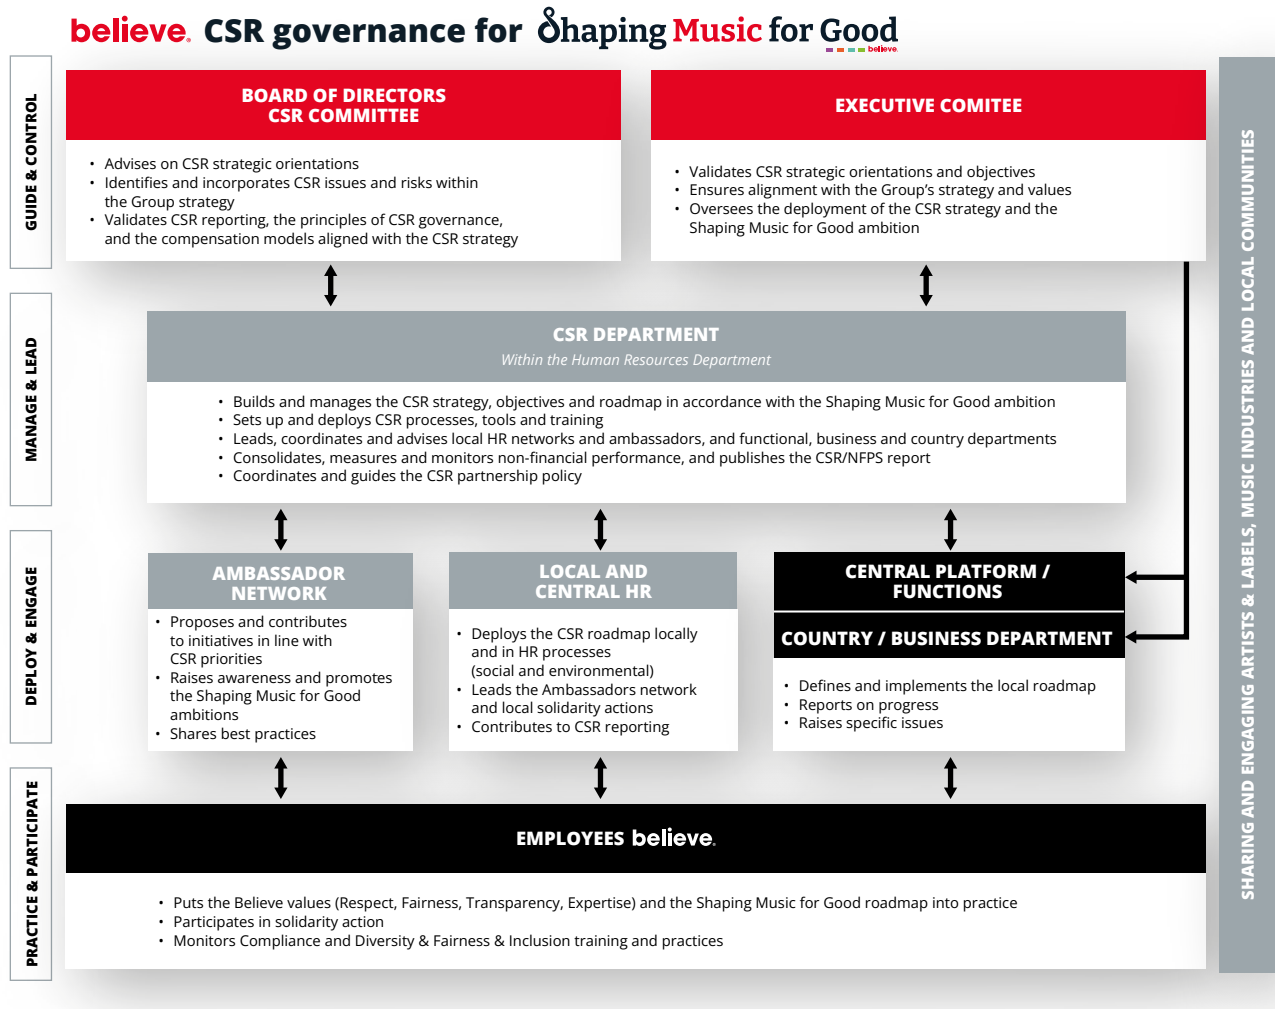 believe. CSR governance for Shaping Music for Good
believe.
GUIDE & CONTROL
BOARD OF DIRECTORS
CSR COMMITTEE
• Advises on CSR strategic orientations
• Identifies and incorporates CSR issues and risks within
the Group strategy
• Validates CSR reporting, the principles of CSR governance,
and the compensation models aligned with the CSR strategy
EXECUTIVE COMITEE
• Validates CSR strategic orientations and objectives
• Ensures alignment with the Group's strategy and values
• Oversees the deployment of the CSR strategy and the
Shaping Music for Good ambition
MANAGE & LEAD
CSR DEPARTMENT
Within the Human Resources Department
• Builds and manages the CSR strategy, objectives and roadmap in accordance with the Shaping Music for Good ambition
• Sets up and deploys CSR processes, tools and training
• Leads, coordinates and advises local HR networks and ambassadors, and functional, business and country departments
• Consolidates, measures and monitors non-financial performance, and publishes the CSR/NFPS report
• Coordinates and guides the CSR partnership policy
DEPLOY & ENGAGE
AMBASSADOR
NETWORK
• Proposes and contributes
to initiatives in line with
CSR priorities
• Raises awareness and promotes
the Shaping Music for Good
ambitions
• Shares best practices
LOCAL AND
CENTRAL HR
• Deploys the CSR roadmap locally
and in HR processes
(social and environmental)
• Leads the Ambassadors network
and local solidarity actions
• Contributes to CSR reporting
CENTRAL PLATFORM /
FUNCTIONS
COUNTRY / BUSINESS DEPARTMENT
• Defines and implements the local roadmap
• Reports on progress
• Raises specific issues
PRACTICE & PARTICIPATE
EMPLOYEES believe.
• Puts the Believe values (Respect, Fairness, Transparency, Expertise) and the Shaping Music for Good roadmap into practice
• Participates in solidarity action
• Monitors Compliance and Diversity & Fairness & Inclusion training and practices
SHARING AND ENGAGING ARTISTS & LABELS, MUSIC INDUSTRIES AND LOCAL COMMUNITIES